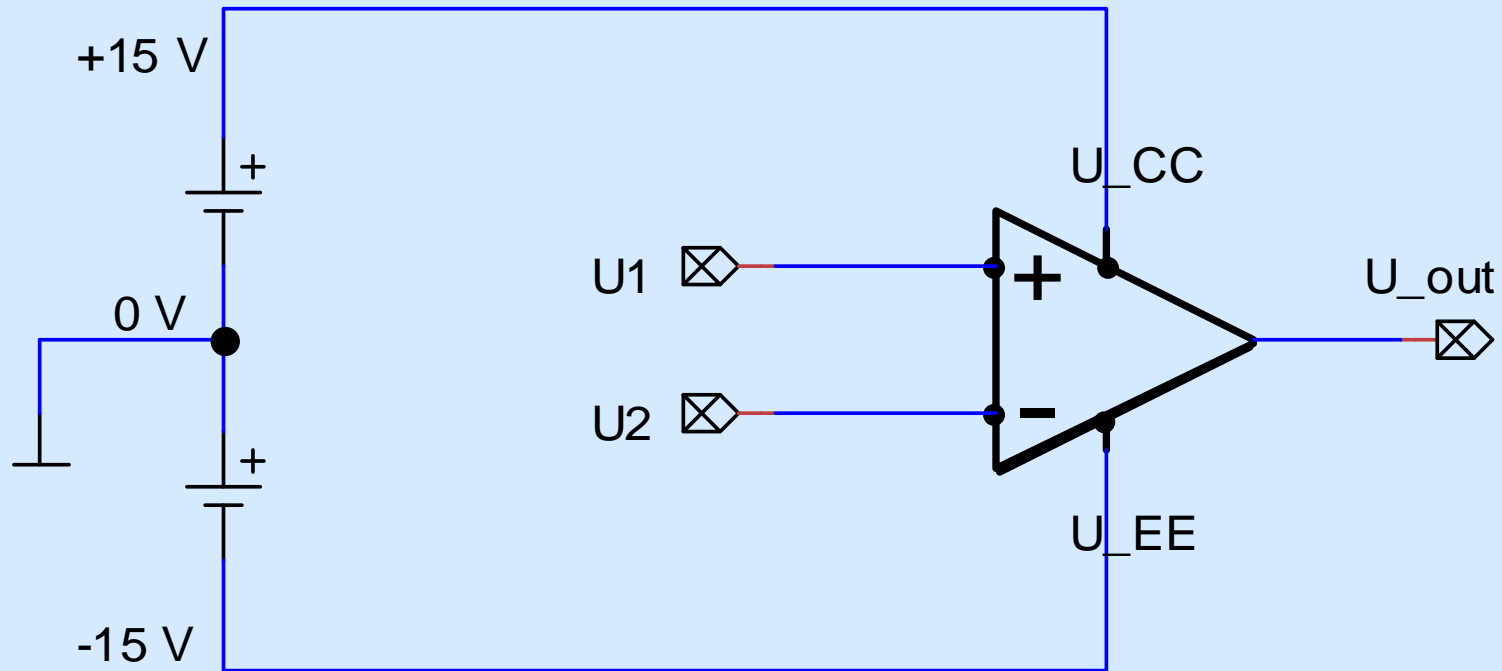 +15 V
+
U_CC
U1
+
U_out
0 V
U2
-
+
U_EE
-15 V